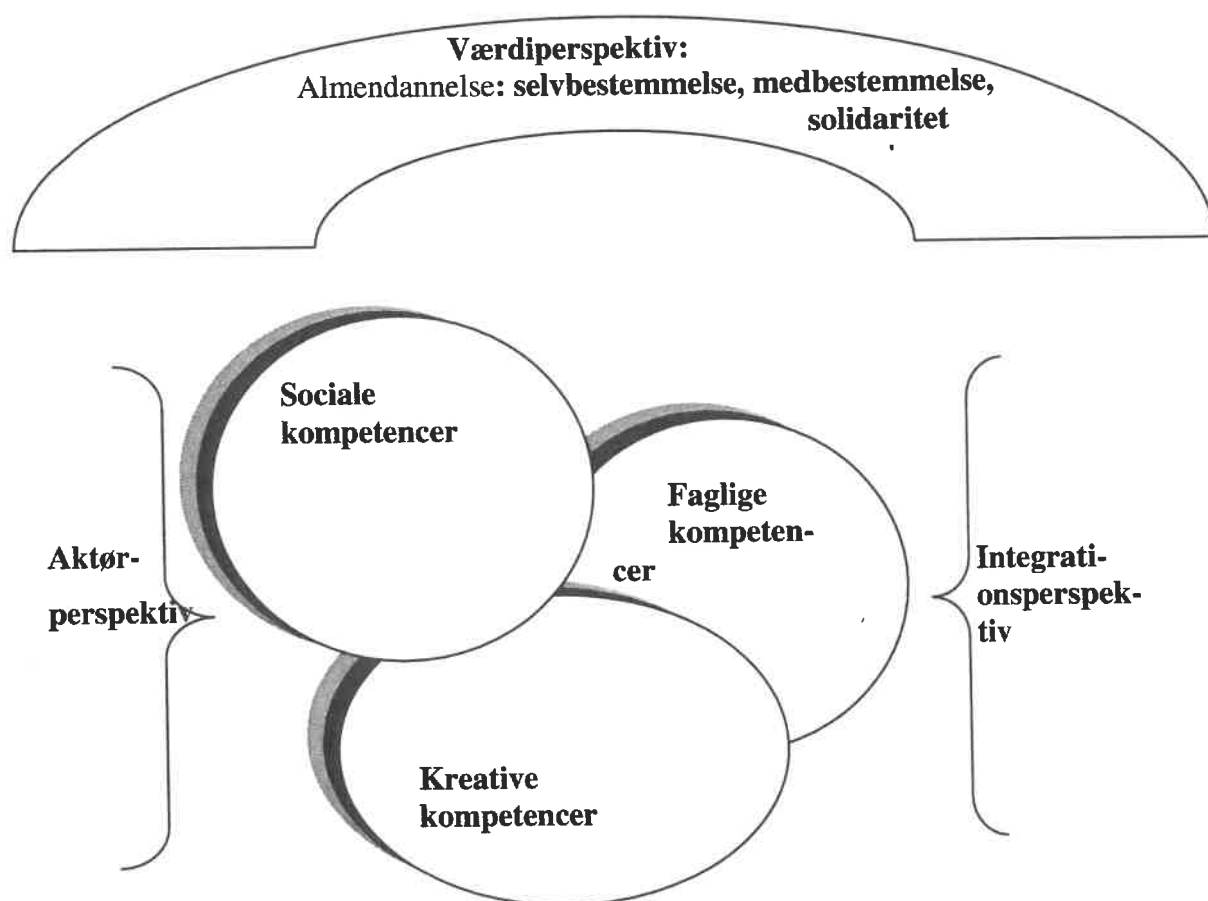 Værdiperspektiv:
Almendannelse: selvbestemmelse, medbestemmelse,
solidaritet
Sociale
kompetencer
Faglige
kompeten-
cer
Aktør-
perspektiv
Integrati-
onsperspek-
tiv
Kreative
kompetencer